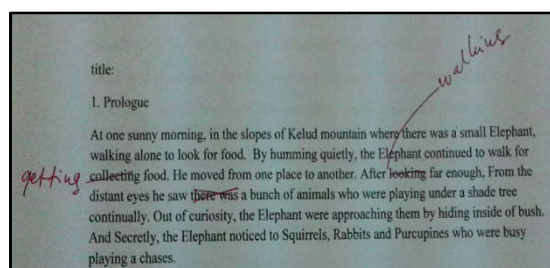 walking
title:
1. Prologue
At one sunny morning, in the slopes of Kelud mountain where there was a small Elephant,
walking alone to look for food. By humming quietly, the Elephant continued to walk for
getting collecting food. He moved from one place to another. After looking far enough, From the
distant eyes he saw there was a bunch of animals who were playing under a shade tree
continually. Out of curiosity, the Elephant were approaching them by hiding inside of bush.
And Secretly, the Elephant noticed to Squirrels, Rabbits and Purcupines who were busy
playing a chases.